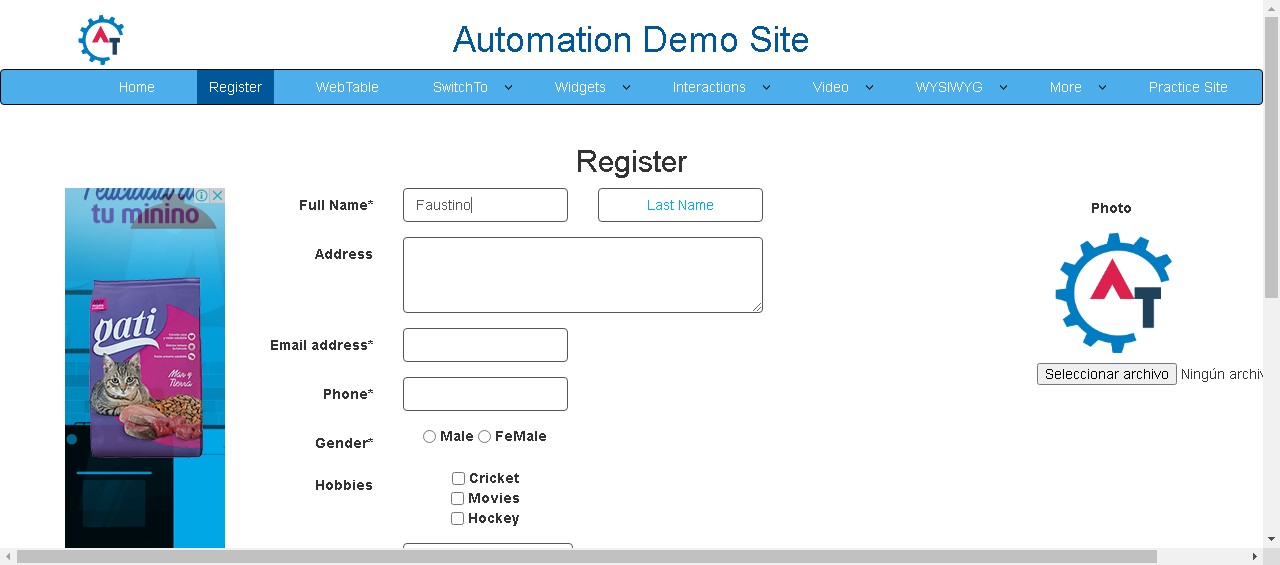 Automation Demo Site
Home Register WebTable SwitchTo Widgets Interactions Video WYSIWYG More Practice Site
Register
tu minino
gati
Mar y
Tierra
Full Name* Faustino Last Name
Address
Email address*
Phone*
Gender* Male FeMale
Hobbies Cricket
Movies
Hockey
Photo
AT
Seleccionar archivo Ningún archiv